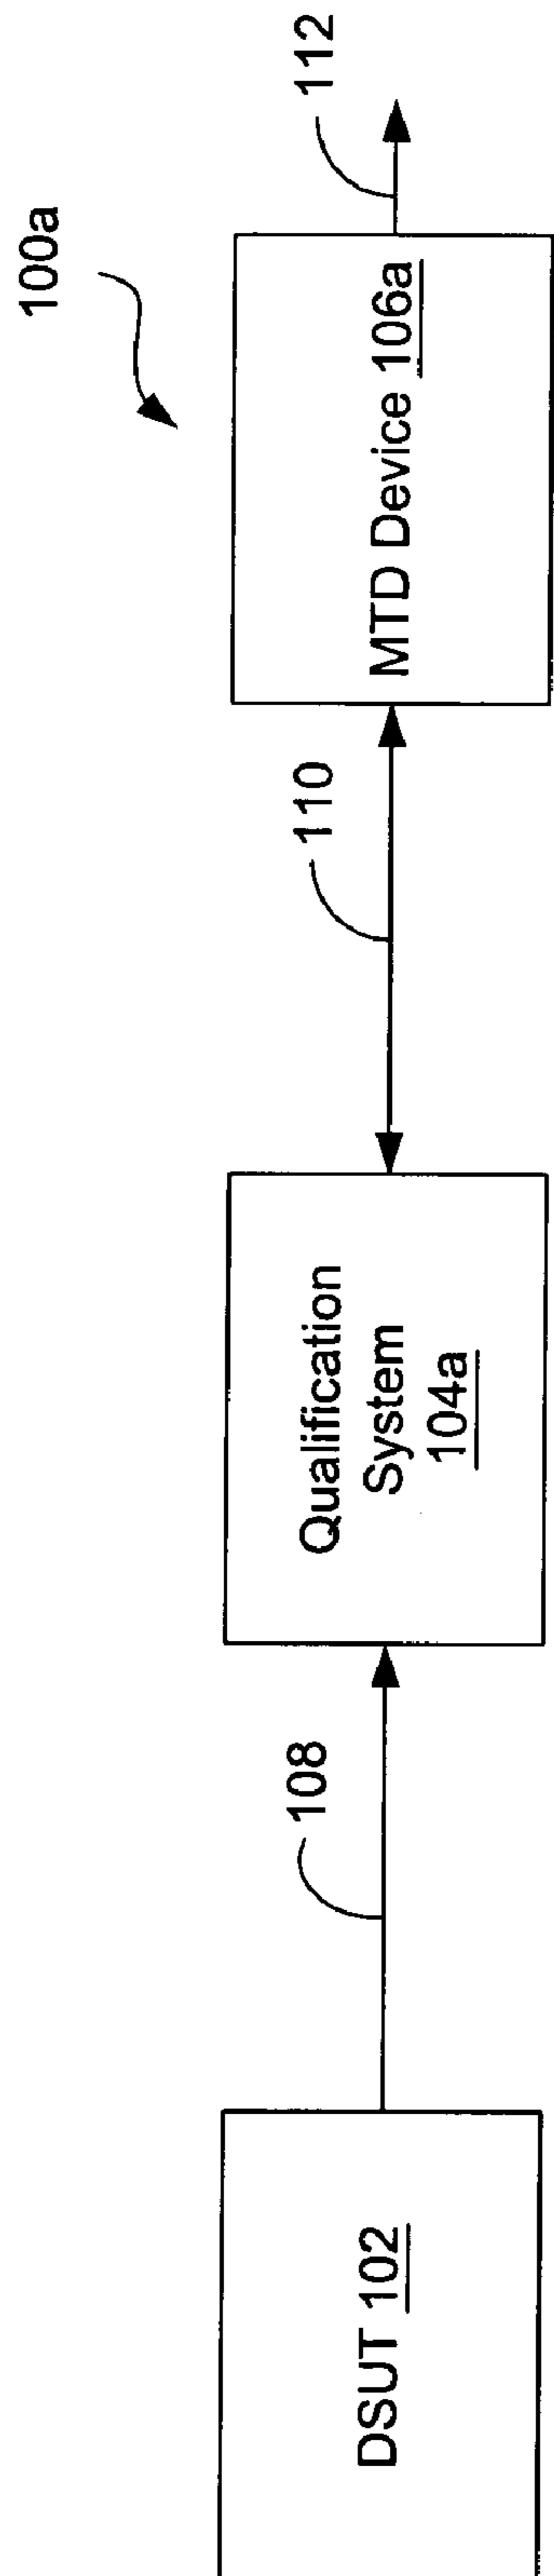 100a
DSUT 102
108
Qualification
System
104a
110
MTD Device 106a
112